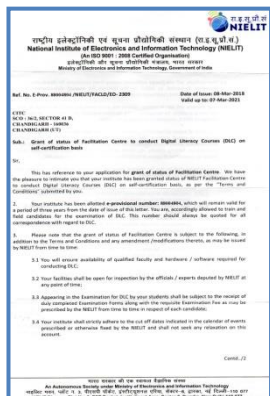 रा.इ.सू.प्रौ.सं.
NIELIT
राष्ट्रीय इलेक्ट्रॉनिकी एवं सूचना प्रौद्योगिकी संस्थान (रा.इ.सू.प्रौ.सं.)
National Institute of Electronics and Information Technology (NIELIT)
(An ISO 9001 - 2008 Certified Organisation)
इलेक्ट्रॉनिकी और सूचना प्रौद्योगिकी मंत्रालय, भारत सरकार
Ministry of Electronics and Information Technology, Government of India
Ref. No. E-Prov. /NIELIT/FACLD/ED- 2309 Date of Issue: 08-Mar-2018
Valid up to: 07-Mar-2021
CITC
SCO : 162, SECTOR 41 D,
CHANDIGARH - 160036
CHANDIGARH (UT)
Sub.: Grant of status of Facilitation Centre to conduct Digital Literacy Courses (DLC) on
self-certification basis
Sir,
This has reference to your application for grant of status of Facilitation Centre. We have
the pleasure to intimate you that your institute has been granted status of NIELIT Facilitation Centre
to conduct Digital Literacy Courses (DLC) on self-certification basis, as per the "Terms and
Conditions" submitted by you.
2. Your institute has been allotted e-provisional number: which will remain valid for
a period of three years from the date of issue of this letter. You are, accordingly allowed to train and
field candidates for the examination of DLC. This number should always be quoted for all
correspondence with regard to DLC.
3. Please note that the grant of status of Facilitation Centre is subject to the following, in
addition to the Terms and Conditions and any amendment /modifications thereto, as may be issued
by NIELIT from time to time:
3.1 You will ensure availability of qualified faculty and hardware / software required for
conducting DLC;
3.2 Your facilities shall be open for inspection by the officials / experts deputed by NIELIT at
any point of time;
3.3 Appearing in the Examination for DLC by your students shall be subject to the receipt of
duly completed Examination Forms along with the requisite Examination Fee as may be
prescribed by the NIELIT from time to time in respect of each candidate;
3.4 Your institute shall strictly adhere to the cut off dates indicated in the calendar of events
prescribed or otherwise fixed by the NIELIT and shall not seek any relaxation on this
account.
Contd../2
An Autonomous Society under Ministry of Electronics and Information Technology